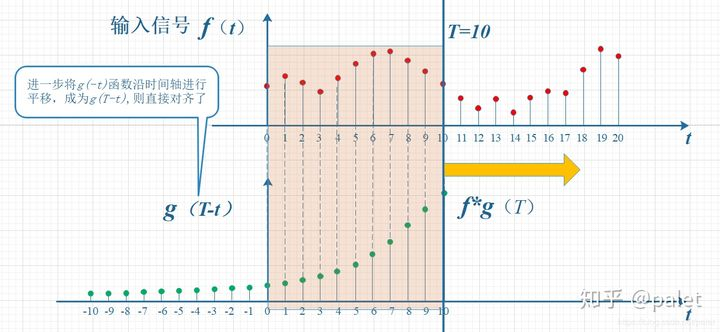 输入信号 f (t)
T=10
进一步将g(-t)函数沿时间轴进行
平移, 成为g(T-t),则直接对齐了
0 1 2 3 4 5 6 7 8 9 10 11 12 13 14 15 16 17 18 19 20
t
g (T-t)
f*g (T)
-10 -9 -8 -7 -6 -5 -4 -3 -2 -1 0 1 2 3 4 5 6 7 8 9 10
t
知乎 @palet